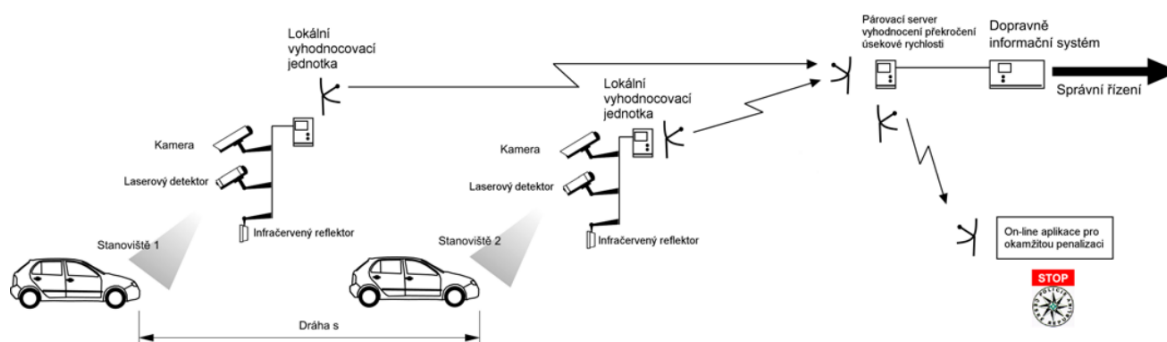 Lokální
vyhodnocovací
jednotka
Kamera
Laserový detektor
Infračervený reflektor
Stanoviště 1
Lokální
vyhodnocovací
jednotka
Kamera
Laserový detektor
Infračervený reflektor
Stanoviště 2
Dráha s
Párovací server
vyhodnocení překročení
úsekové rychlosti
Dopravně
informační systém
Správní řízení
On-line aplikace pro
okamžitou penalizaci
STOP